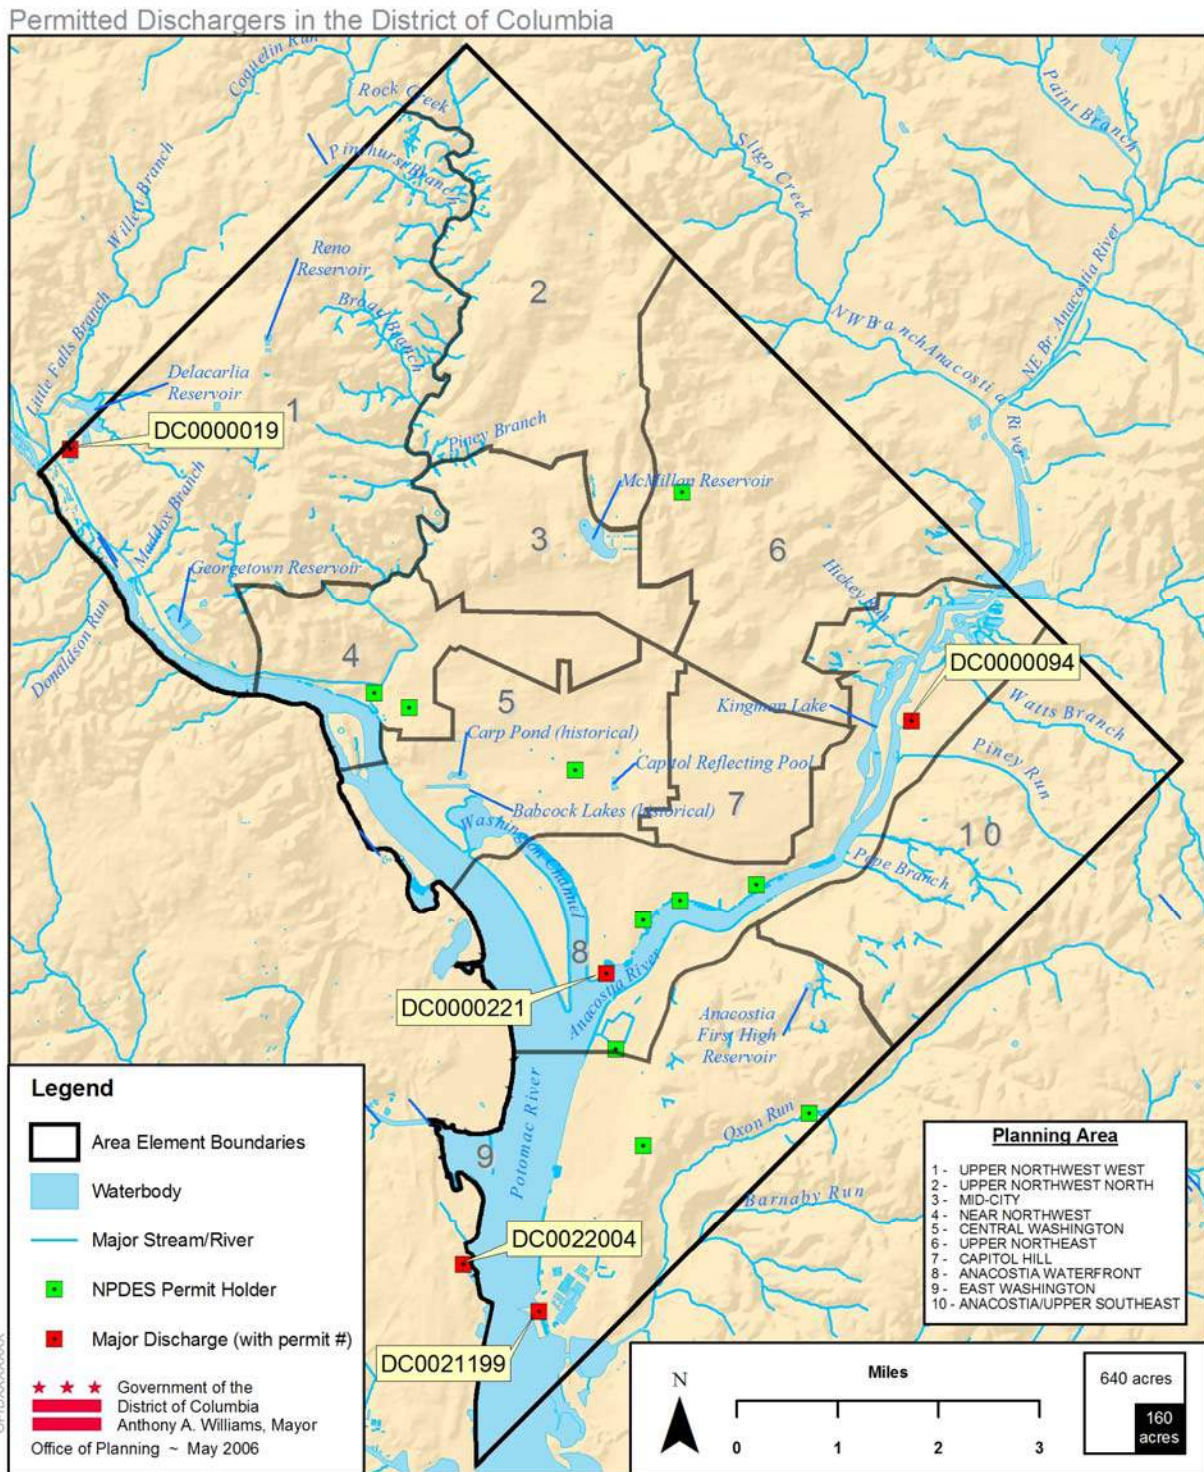 Permitted Dischargers in the District of Columbia
Coquelin Run
Rock Creek
Paint Branch
Pinehurst Branch
Sligo Creek
Willett Branch
Reno
Reservoir
2
Broad Branch
NW Branch Anacostia River
NE Br. Anacostia River
Little Falls Branch
Delacarlia
Reservoir
1
DC0000019
Piney Branch
McMillan Reservoir
Maddox Branch
3
6
Georgetown Reservoir
Hickey Run
Donaldson Run
4
DC0000094
5
Kingman Lake
Watts Branch
Carp Pond (historical)
Piney Run
Capitol Reflecting Pool
Babcock Lakes (historical)
7
10
Washington Channel
Pope Branch
8
DC0000221
Anacostia River
Anacostia
First High
Reservoir
Potomac River
Oxon Run
9
Barnaby Run
DC0022004
DC0021199
Legend
Area Element Boundaries
Waterbody
Major Stream/River
NPDES Permit Holder
Major Discharge (with permit #)
Government of the
District of Columbia
Anthony A. Williams, Mayor
Office of Planning ~ May 2006
Planning Area
1 - UPPER NORTHWEST WEST
2 - UPPER NORTHWEST NORTH
3 - MID-CITY
4 - NEAR NORTHWEST
5 - CENTRAL WASHINGTON
6 - UPPER NORTHEAST
7 - CAPITOL HILL
8 - ANACOSTIA WATERFRONT
9 - EAST WASHINGTON
10 - ANACOSTIA/UPPER SOUTHEAST
N
Miles
0 1 2 3
640 acres
160
acres